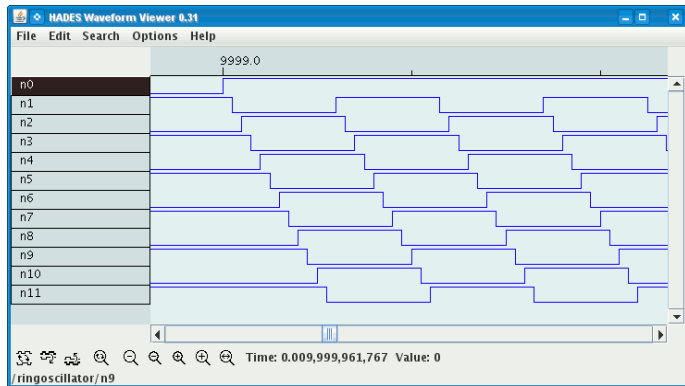 HADES Waveform Viewer 0.31
File Edit Search Options Help
9999.0
n0
n1
n2
n3
n4
n5
n6
n7
n8
n9
n10
n11
Time: 0.009,999,961,767 Value: 0
/ringoscillator/n9